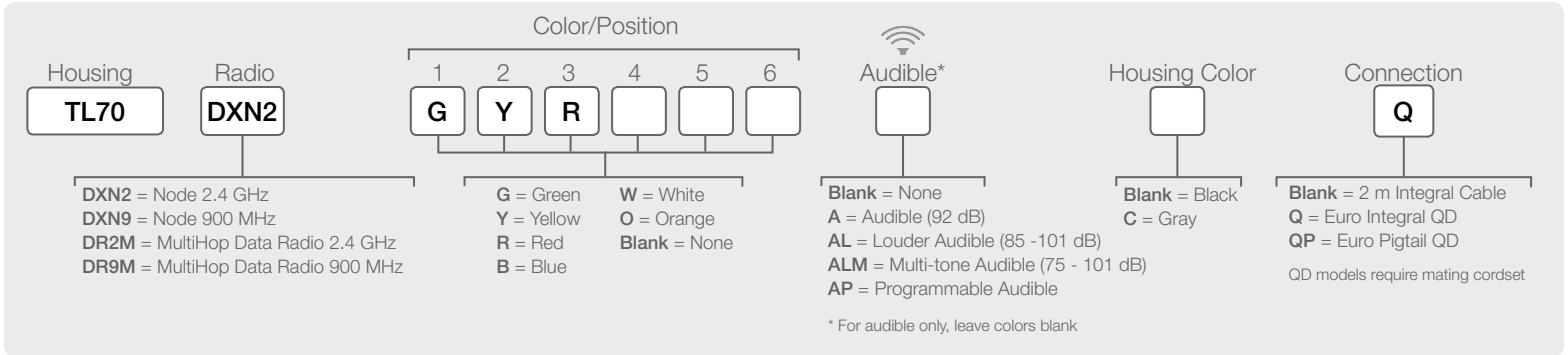 Color/Position
Housing Radio 1 2 3 4 5 6 Audible* Housing Color Connection
TL70 DXN2 G Y R Q
DXN2 = Node 2.4 GHz
DXN9 = Node 900 MHz
DR2M = MultiHop Data Radio 2.4 GHz
DR9M = MultiHop Data Radio 900 MHz
G = Green
Y = Yellow
R = Red
B = Blue
W = White
O = Orange
Blank = None
Blank = None
A = Audible (92 dB)
AL = Louder Audible (85 -101 dB)
ALM = Multi-tone Audible (75 - 101 dB)
AP = Programmable Audible
* For audible only, leave colors blank
Blank = Black
C = Gray
Blank = 2 m Integral Cable
Q = Euro Integral QD
QP = Euro Pigtail QD
QD models require mating cordset